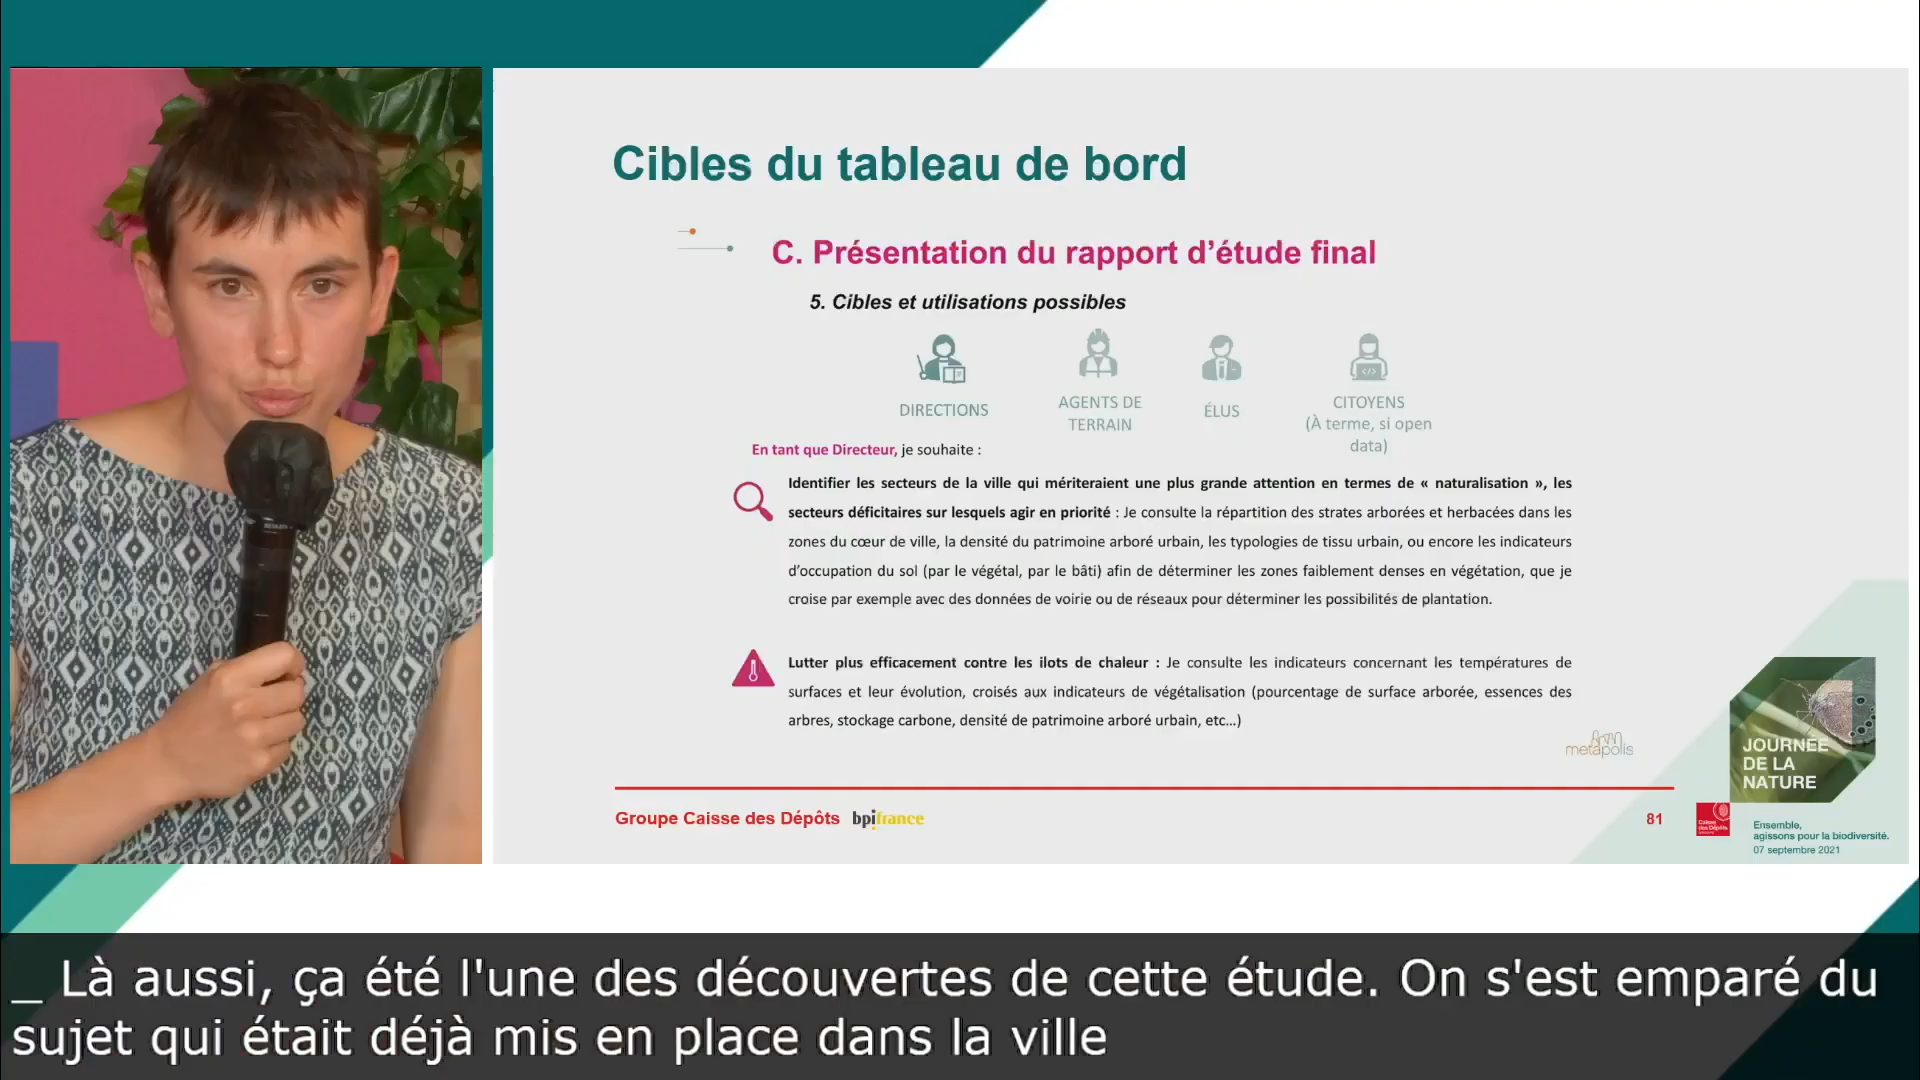 Cibles du tableau de bord
C. Présentation du rapport d’étude final
5. Cibles et utilisations possibles
DIRECTIONS
AGENTS DE
TERRAIN
ÉLUS
CITOYENS
(À terme, si open
data)
En tant que Directeur, je souhaite :
Identifier les secteurs de la ville qui mériteraient une plus grande attention en termes de « naturalisation », les
secteurs déficitaires sur lesquels agir en priorité : Je consulte la répartition des strates arborées et herbacées dans les
zones du cœur de ville, la densité du patrimoine arboré urbain, les typologies de tissu urbain, ou encore les indicateurs
d’occupation du sol (par le végétal, par le bâti) afin de déterminer les zones faiblement denses en végétation, que je
croise par exemple avec des données de voirie ou de réseaux pour déterminer les possibilités de plantation.
Lutter plus efficacement contre les ilots de chaleur : Je consulte les indicateurs concernant les températures de
surfaces et leur évolution, croisés aux indicateurs de végétalisation (pourcentage de surface arborée, essences des
arbres, stockage carbone, densité de patrimoine arboré urbain, etc…)
metapolis
JOURNÉE
DE LA
NATURE
Groupe Caisse des Dépôts bpifrance
81
Caisse
des Dépôts
Ensemble,
agissons pour la biodiversité.
07 septembre 2021
_ Là aussi, ça été l'une des découvertes de cette étude. On s'est emparé du
sujet qui était déjà mis en place dans la ville